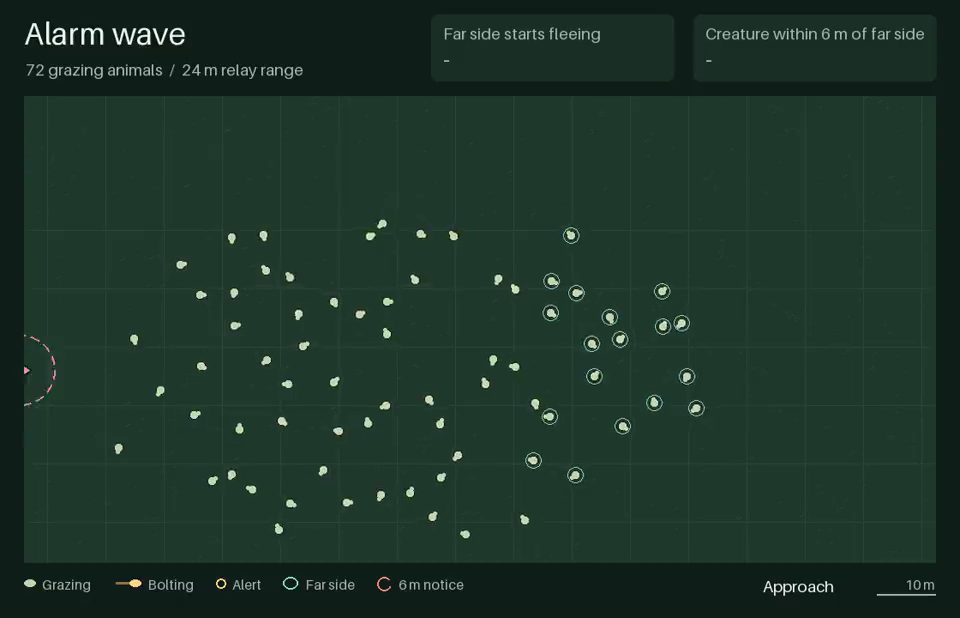 Alarm wave
72 grazing animals / 24 m relay range
Far side starts fleeing
-
Creature within 6 m of far side
-
Grazing
Bolting
Alert
Far side
6 m notice
Approach
10 m